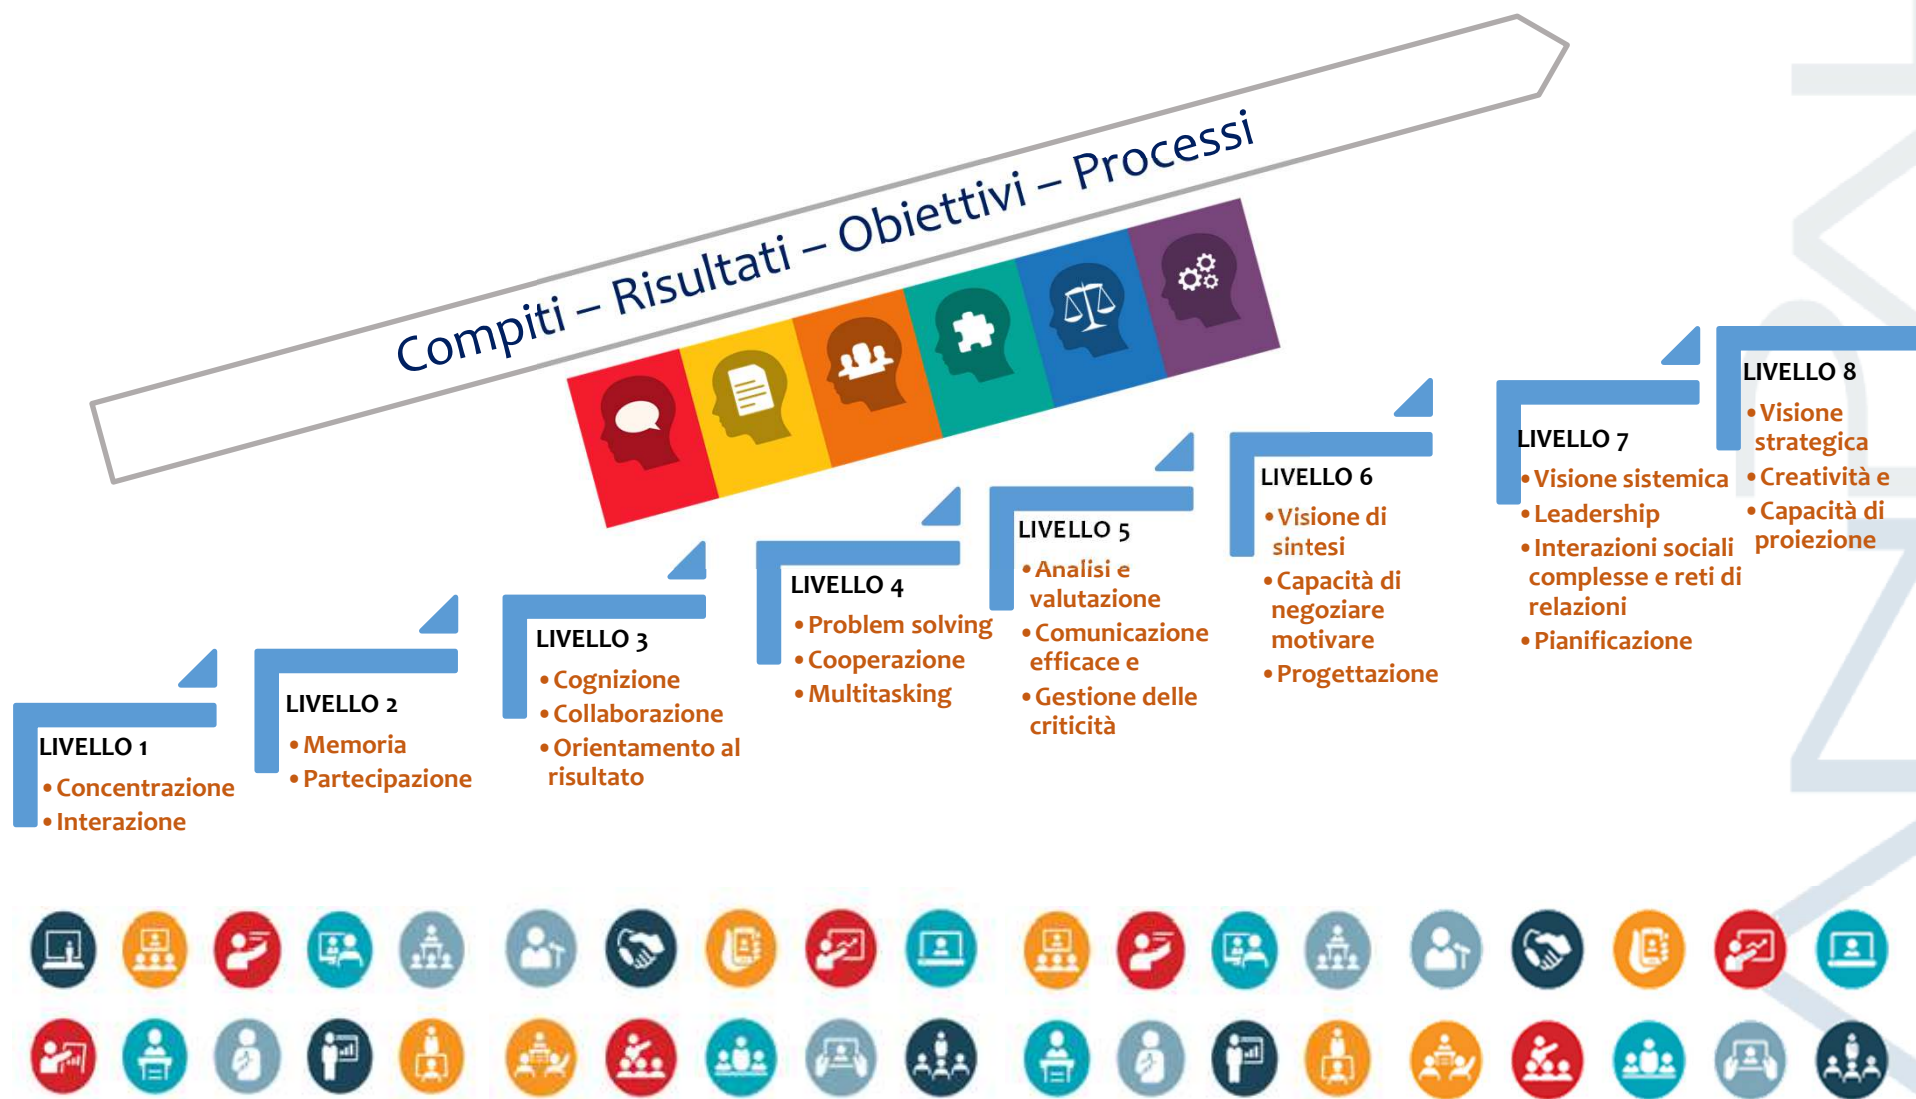 Compiti – Risultati – Obiettivi – Processi
LIVELLO 1
• Concentrazione
• Interazione
LIVELLO 2
• Memoria
• Partecipazione
LIVELLO 3
• Cognizione
• Collaborazione
• Orientamento al
risultato
LIVELLO 4
• Problem solving
• Cooperazione
• Multitasking
LIVELLO 5
• Analisi e
valutazione
• Comunicazione
efficace e
• Gestione delle
criticità
LIVELLO 6
• Visione di
sintesi
• Capacità di
negoziare
motivare
• Progettazione
LIVELLO 7
• Visione sistemica
• Leadership
• Interazioni sociali
complesse e reti di
relazioni
• Pianificazione
LIVELLO 8
• Visione
strategica
• Creatività e
• Capacità di
proiezione